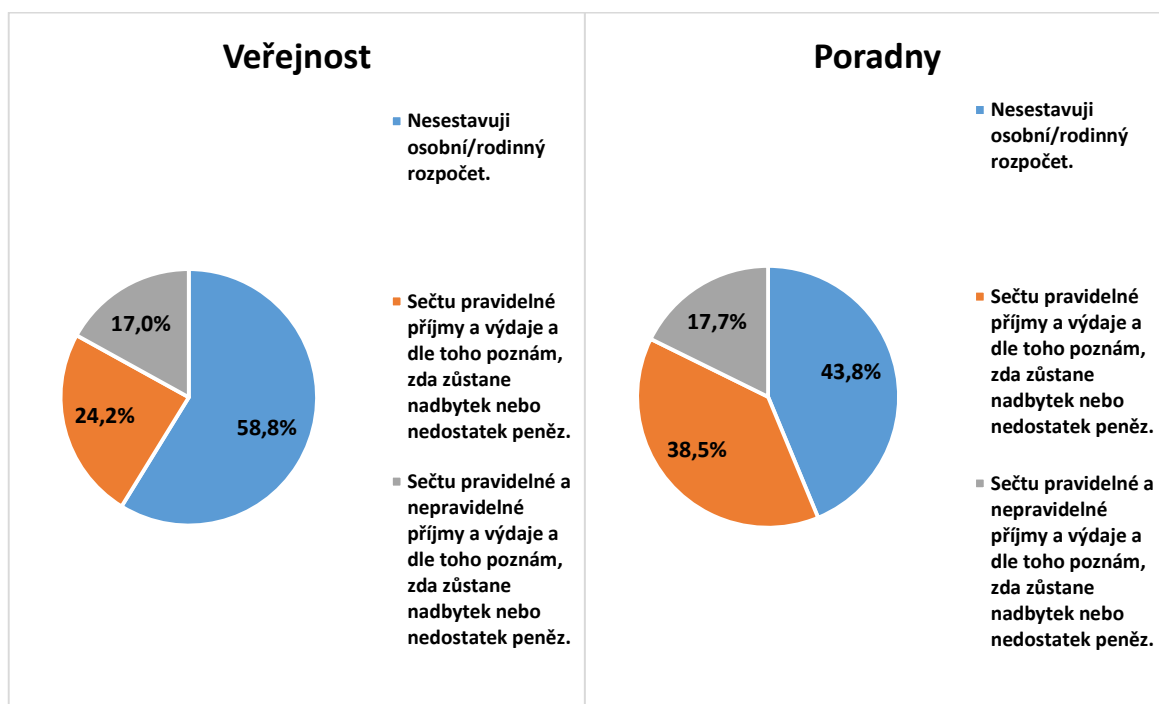 Veřejnost
Nesestavuji
osobní/rodinný
rozpočet.
Sečtu pravidelné
příjmy a výdaje a
dle toho poznám,
zda zůstane
nadbytek nebo
nedostatek peněz.
Sečtu pravidelné a
nepravidelné
příjmy a výdaje a
dle toho poznám,
zda zůstane
nadbytek nebo
nedostatek peněz.
17,0%
24,2%
58,8%
Poradny
Nesestavuji
osobní/rodinný
rozpočet.
Sečtu pravidelné
příjmy a výdaje a
dle toho poznám,
zda zůstane
nadbytek nebo
nedostatek peněz.
Sečtu pravidelné a
nepravidelné
příjmy a výdaje a
dle toho poznám,
zda zůstane
nadbytek nebo
nedostatek peněz.
17,7%
43,8%
38,5%